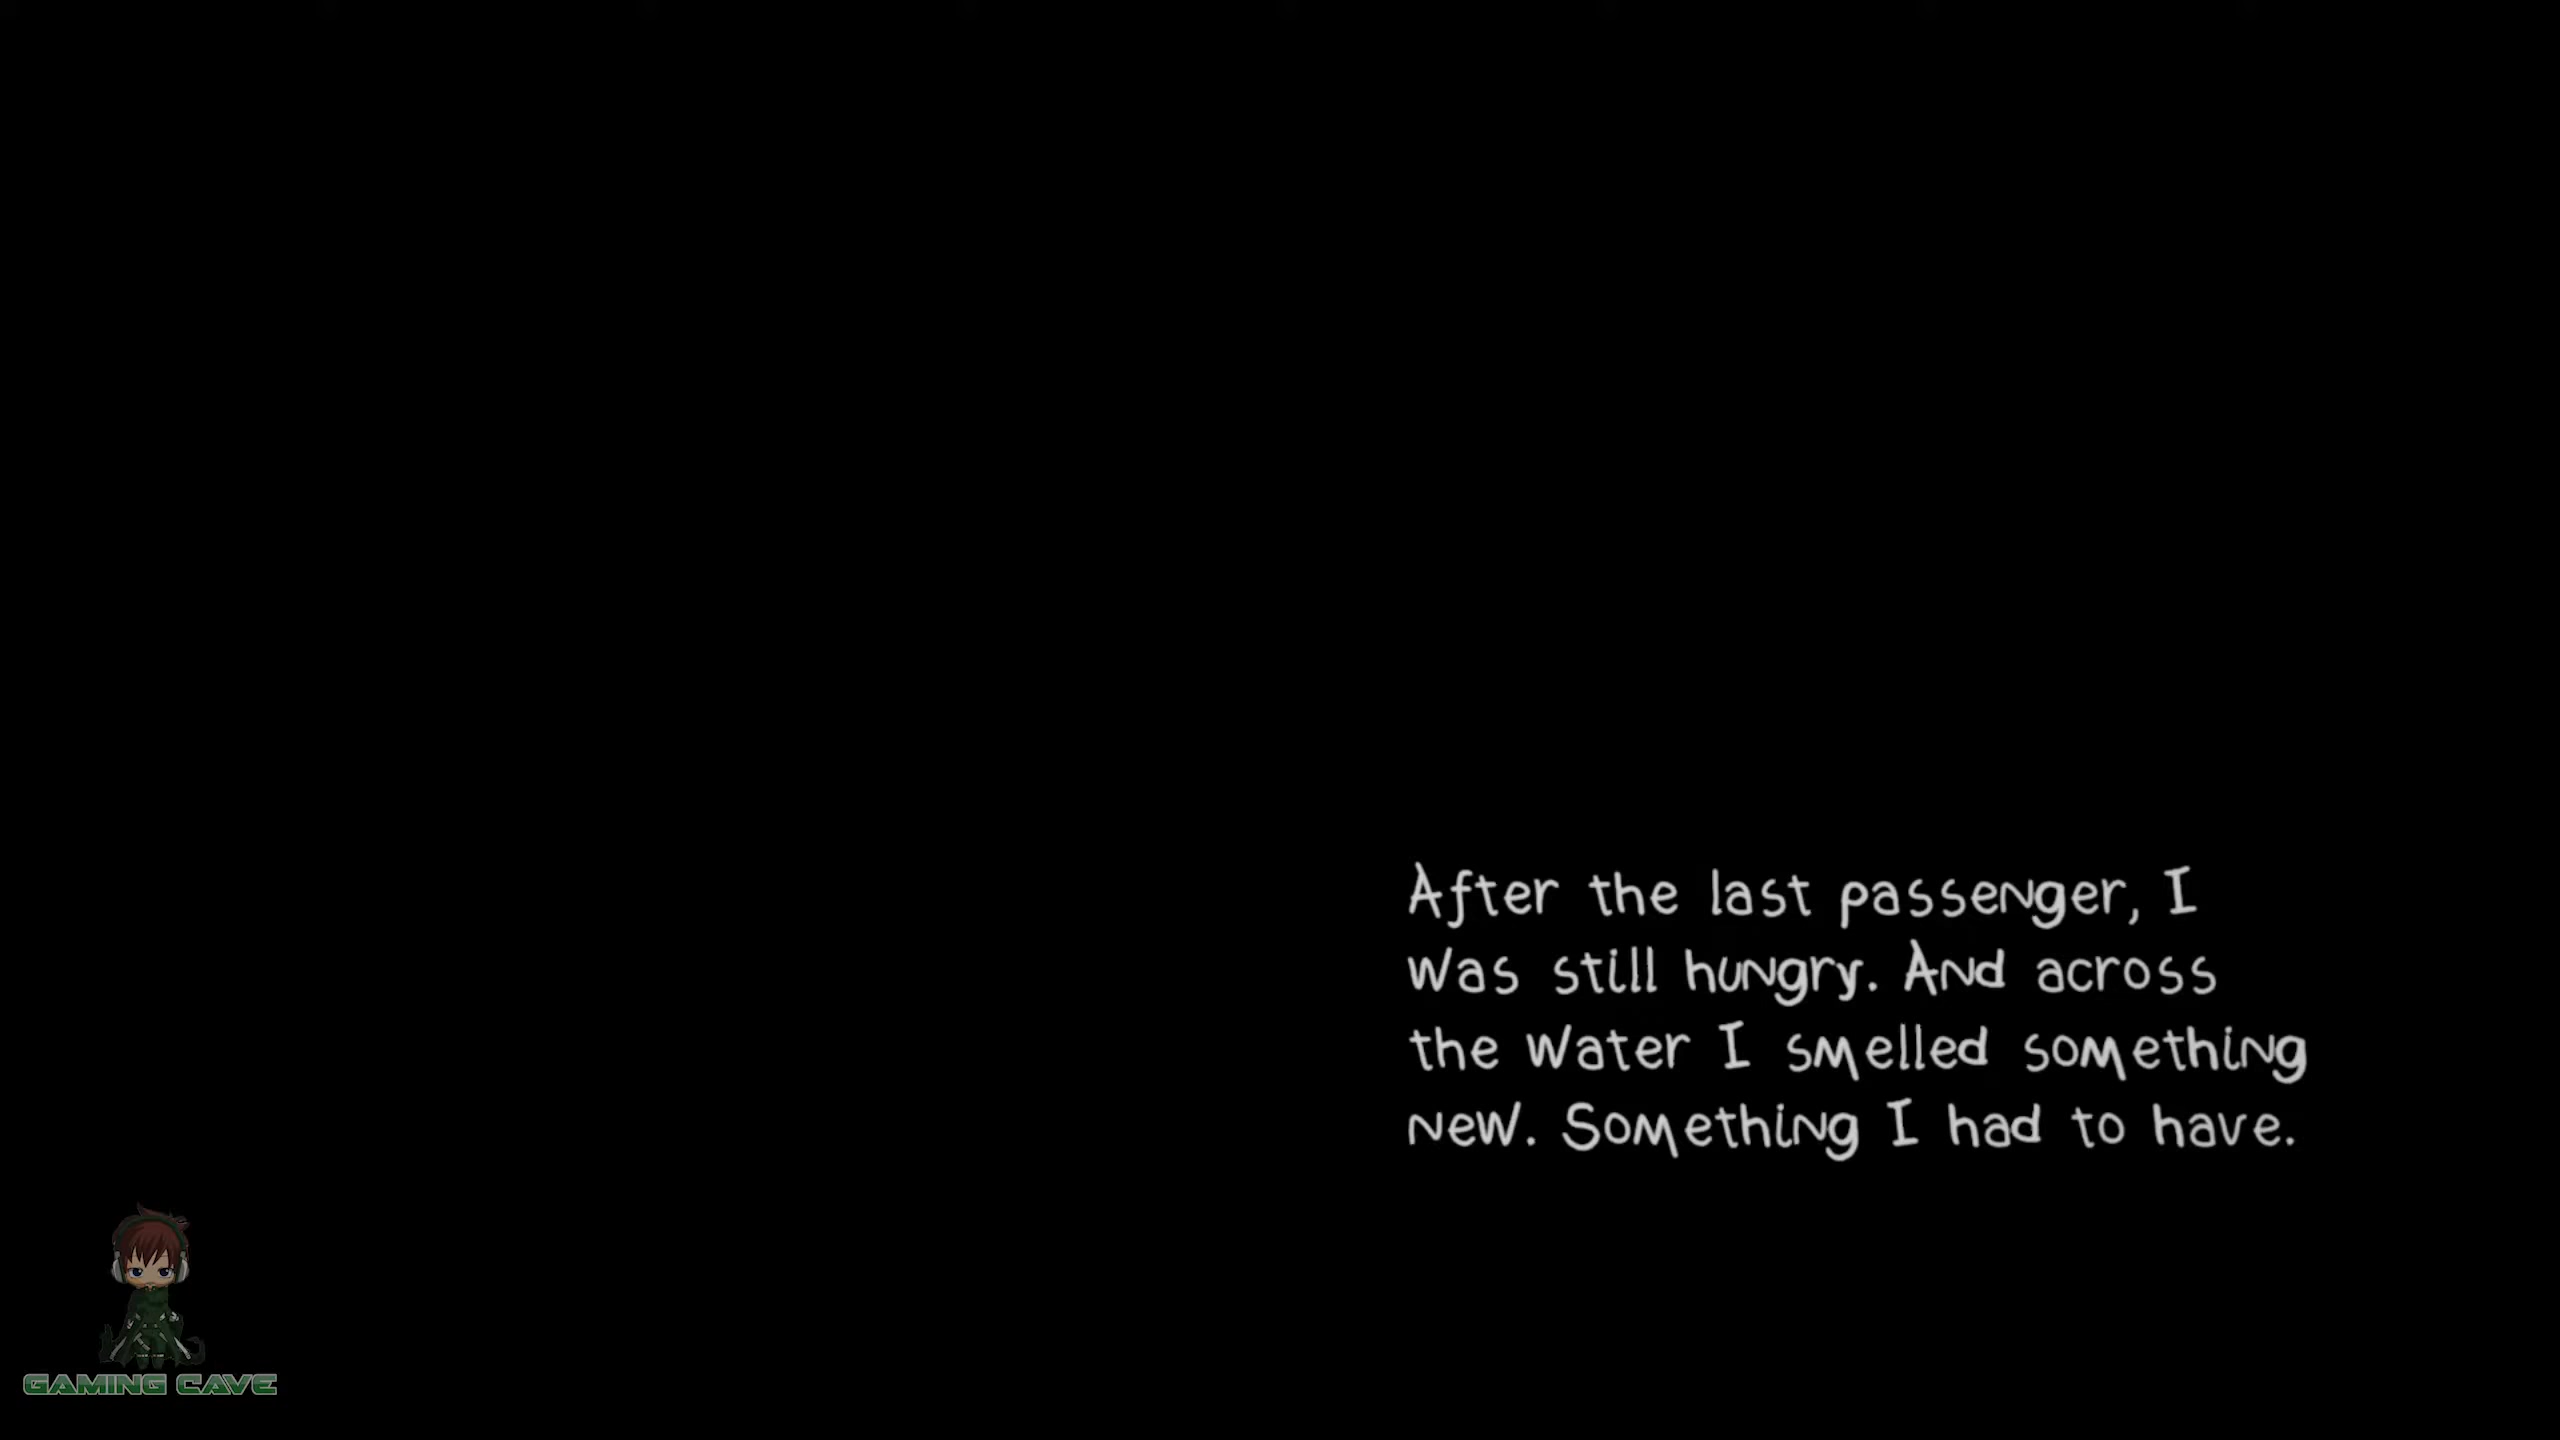 After the last passenger, I
was still hungry. And across
the water I smelled something
new. Something I had to have.
GAMING CAVE